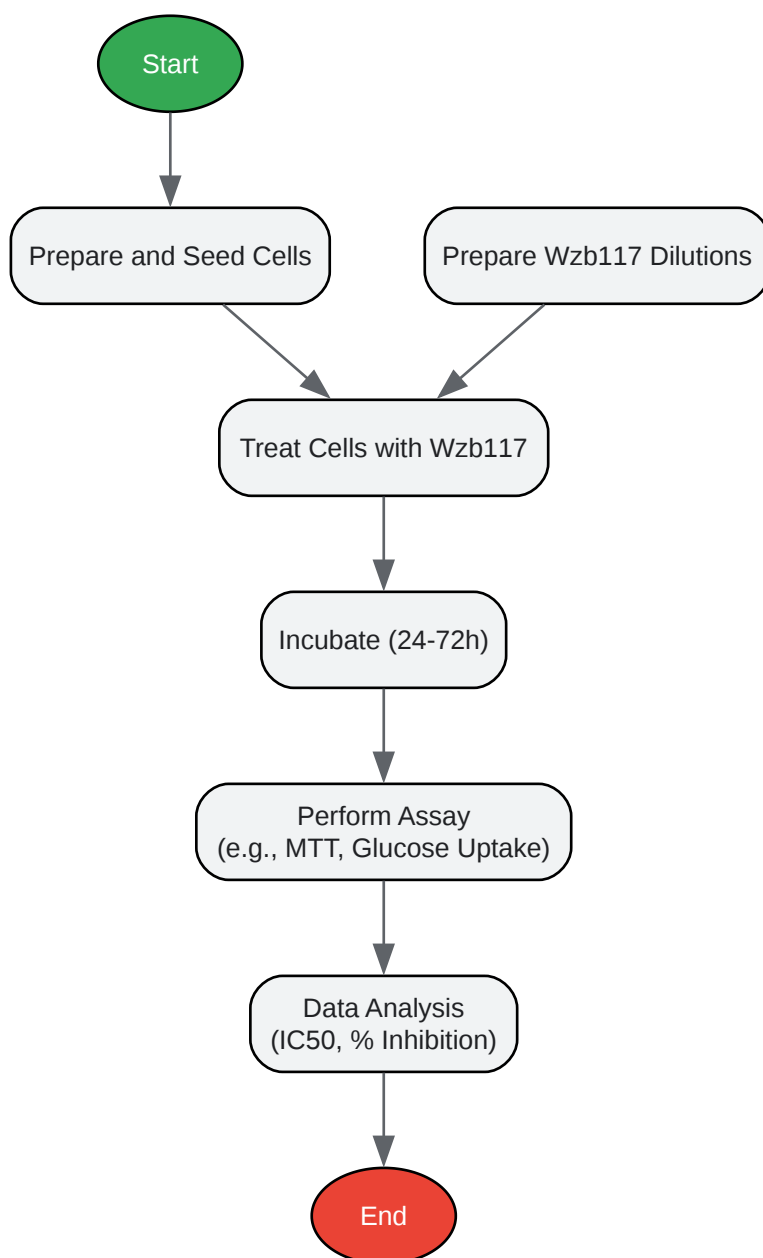 Start
Prepare and Seed Cells
Prepare Wzb117 Dilutions
Treat Cells with Wzb117
Incubate (24-72h)
Perform Assay
(e.g., MTT, Glucose Uptake)
Data Analysis
(IC50, % Inhibition)
End